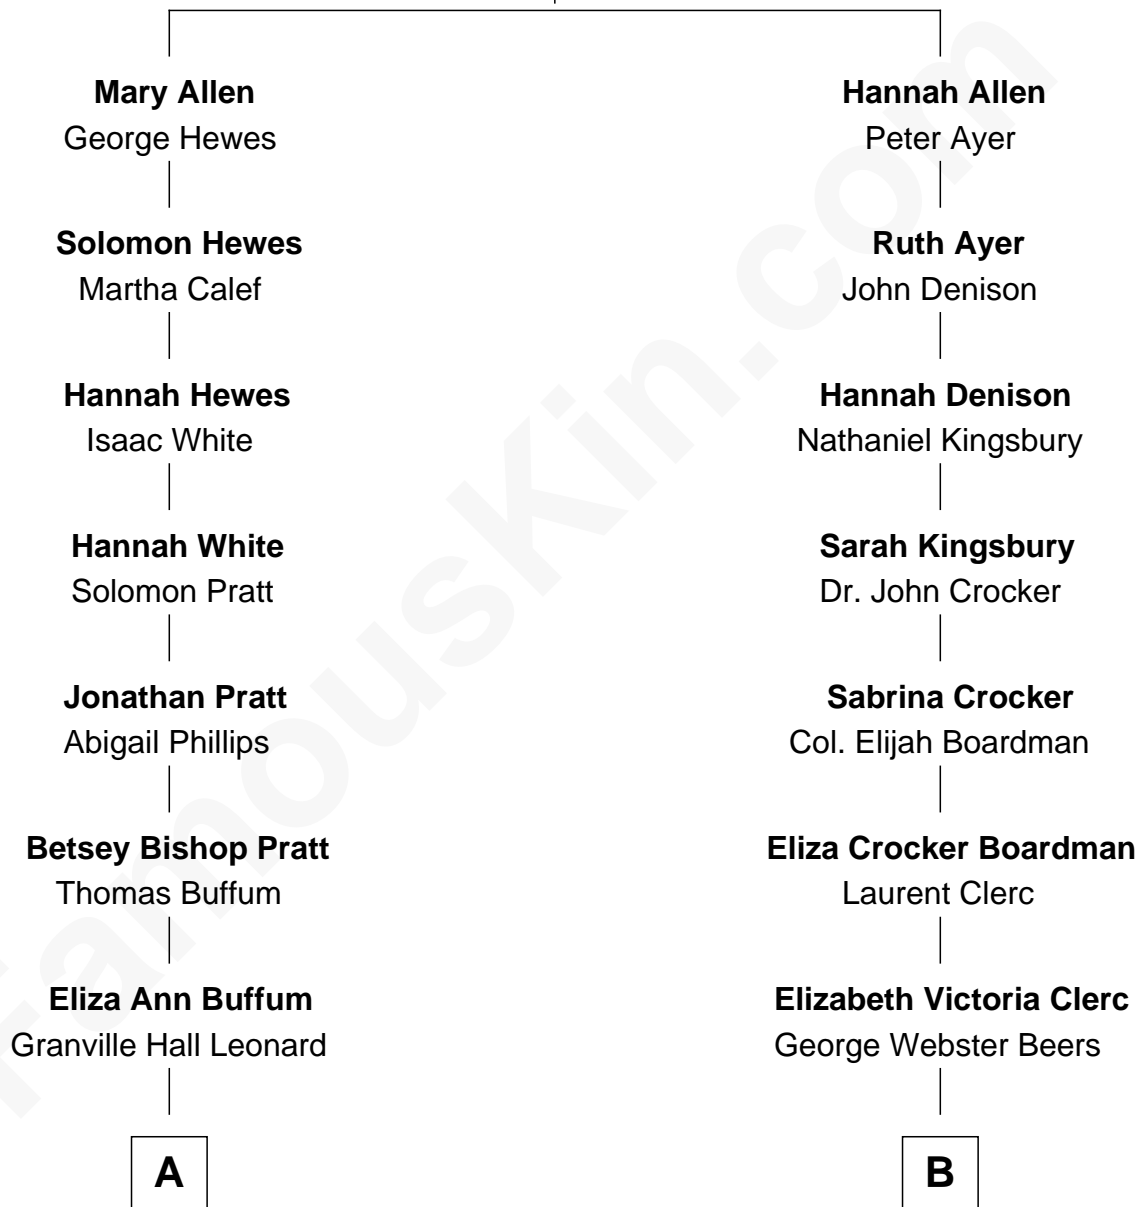 Mary Allen
George Hewes
Solomon Hewes
Martha Calef
Hannah Hewes
Isaac White
Hannah White
Solomon Pratt
Jonathan Pratt
Abigail Phillips
Betsey Bishop Pratt
Thomas Buffum
Eliza Ann Buffum
Granville Hall Leonard
A
Hannah Allen
Peter Ayer
Ruth Ayer
John Denison
Hannah Denison
Nathaniel Kingsbury
Sarah Kingsbury
Dr. John Crocker
Sabrina Crocker
Col. Elijah Boardman
Eliza Crocker Boardman
Laurent Clerc
Elizabeth Victoria Clerc
George Webster Beers
B
FamousKin.com